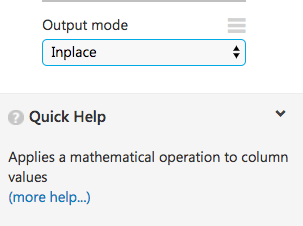 Output mode
Inplace
Quick Help
Applies a mathematical operation to column
values
(more help...)